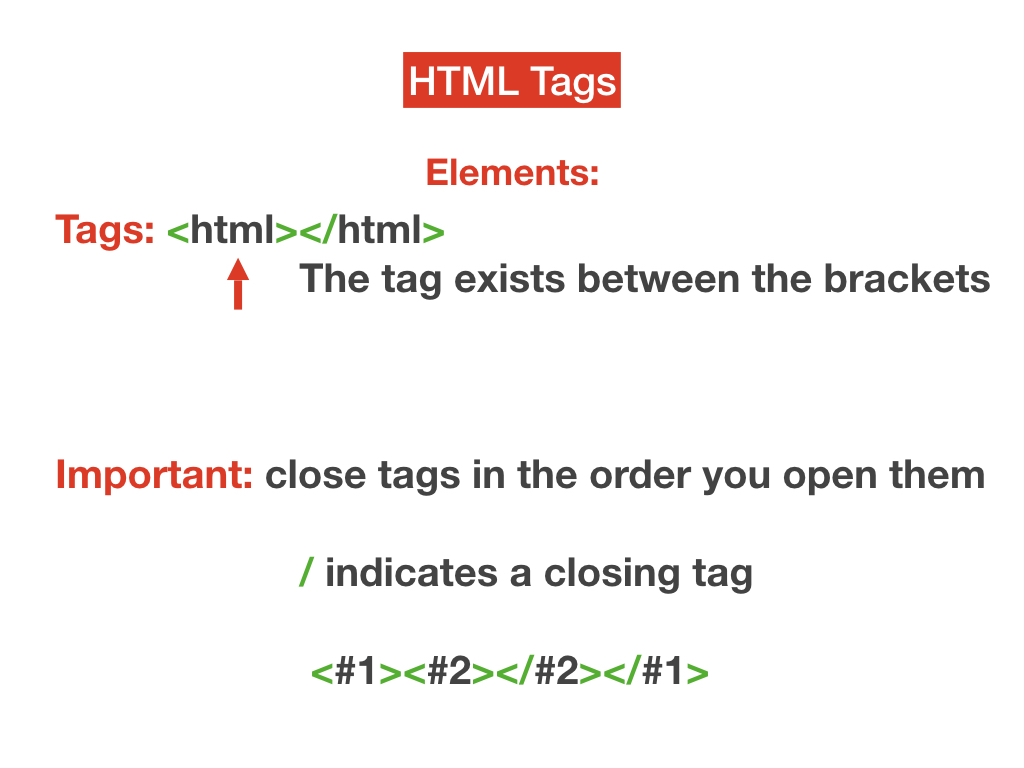 HTML Tags
Elements:
Tags: <html></html>
The tag exists between the brackets
Important: close tags in the order you open them
/ indicates a closing tag
<#1><#2></#2></#1>